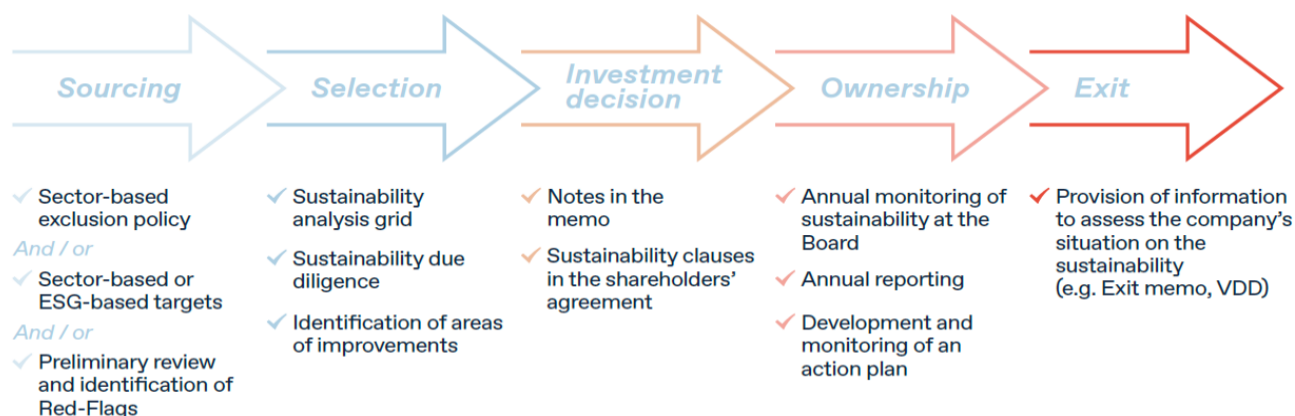 Sourcing
Selection
Investment
decision
Ownership
Exit
Sector-based
exclusion policy
And / or
Sector-based or
ESG-based targets
And / or
Preliminary review
and identification of
Red-Flags
Sustainability
analysis grid
Sustainability due
diligence
Identification of areas
of improvements
Notes in the
memo
Sustainability clauses
in the shareholders'
agreement
Annual monitoring of
sustainability at the
Board
Annual reporting
Development and
monitoring of an
action plan
Provision of information
to assess the company's
situation on the
sustainability
(e.g. Exit memo, VDD)